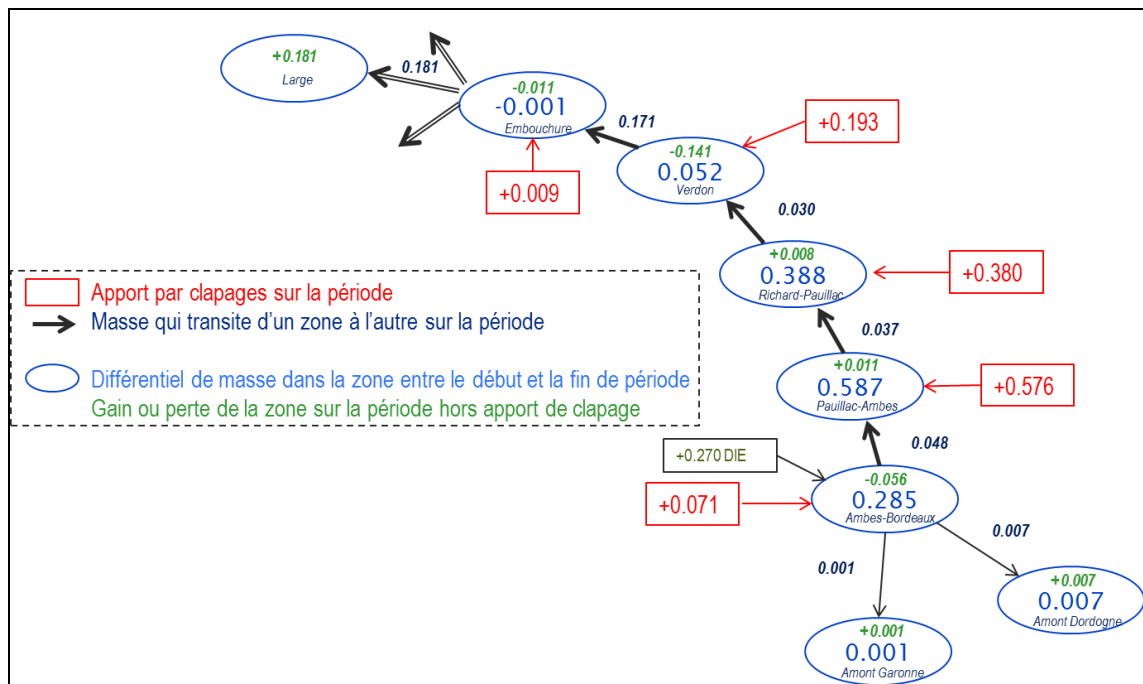 +0.181
Large
0.181
-0.011
-0.001
Embouchure
0.171
+0.193
-0.141
0.052
Verdon
+0.009
0.030
+0.008
0.388
Richard-Pauillac
+0.380
Apport par clapages sur la période
Masse qui transite d'un zone à l'autre sur la période
Différentiel de masse dans la zone entre le début et la fin de période
Gain ou perte de la zone sur la période hors apport de clapage
0.037
+0.011
0.587
Pauillac-Ambes
+0.576
0.048
+0.270 DIE
-0.056
0.285
Ambes-Bordeaux
+0.071
0.007
0.001
+0.007
0.007
Amont Dordogne
+0.001
0.001
Amont Garonne